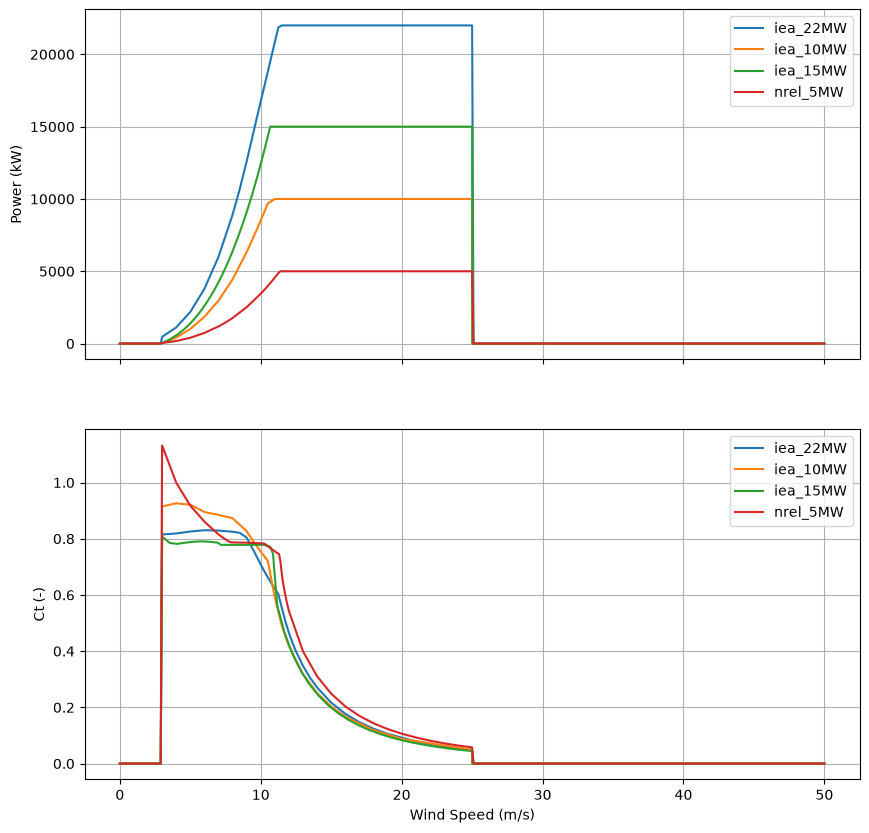 20000
15000
10000
5000
0
Power (kW)
iea_22MW
iea_10MW
iea_15MW
nrel_5MW
1.0
0.8
0.6
0.4
0.2
0.0
Ct (-)
iea_22MW
iea_10MW
iea_15MW
nrel_5MW
0 10 20 30 40 50
Wind Speed (m/s)